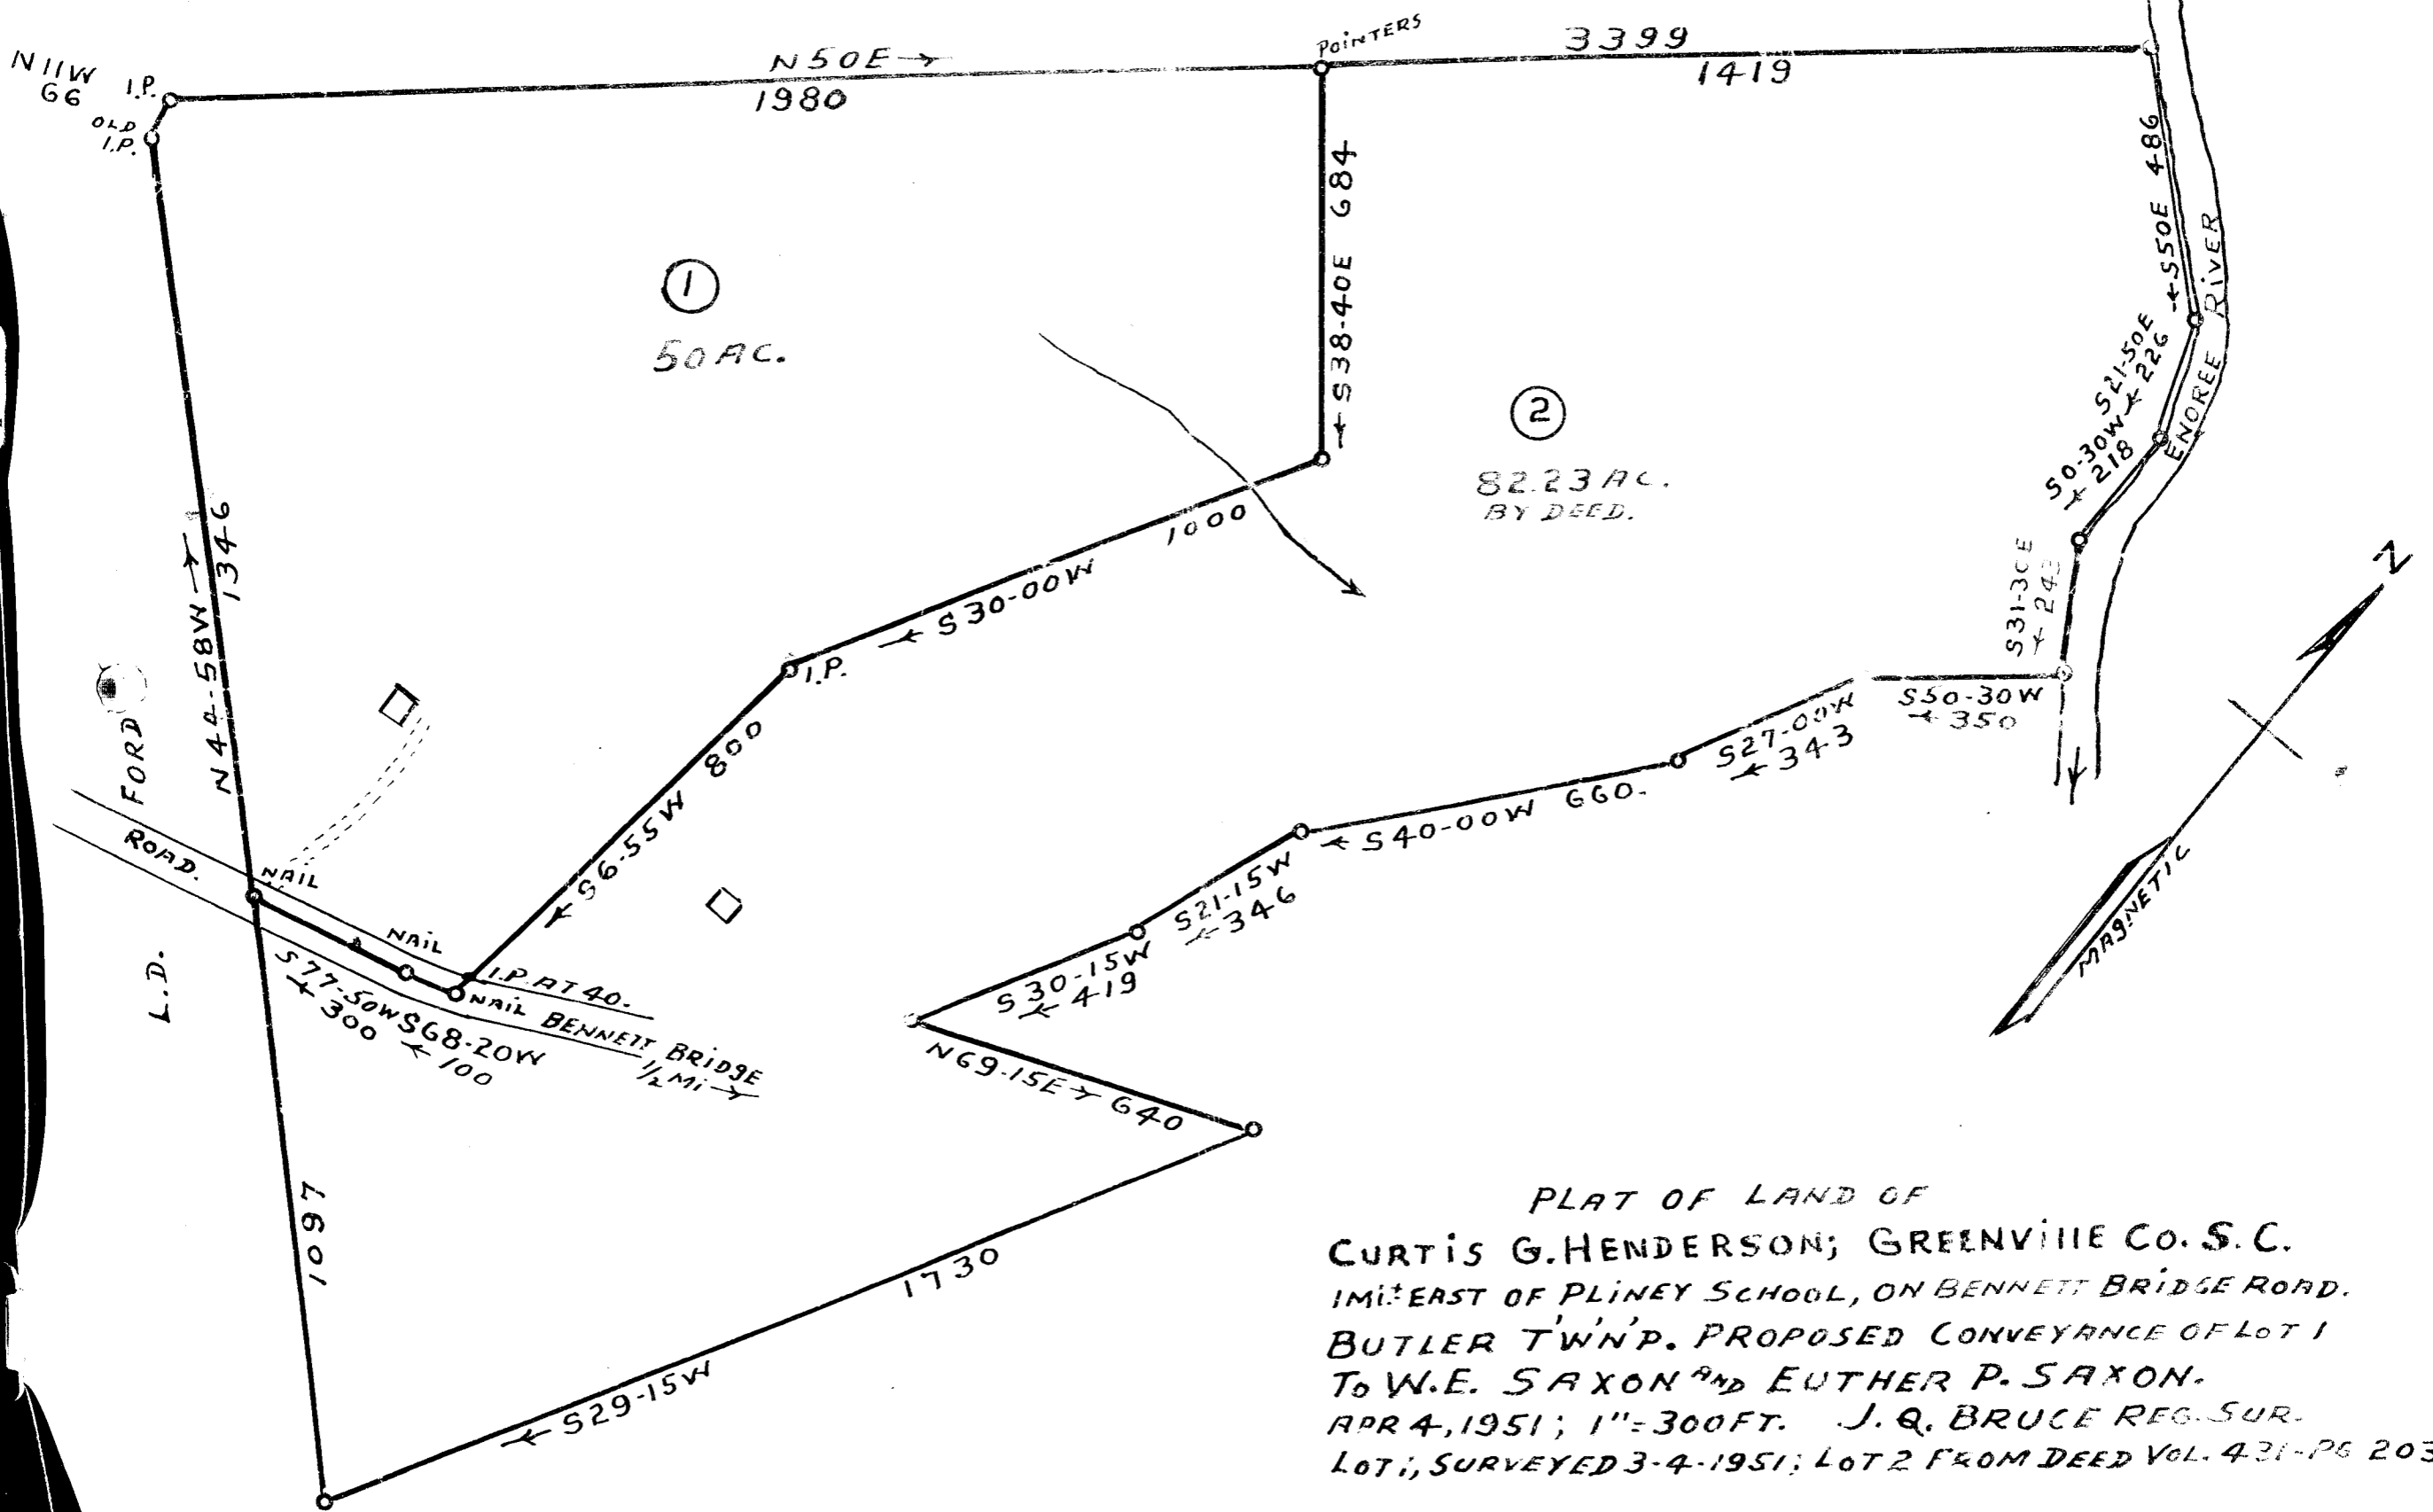 N11W
66
I.P.
OLD
I.P.
N50E
1980
POINTERS
3399
1419
S38-40E 684
S50E 486
ENOREE RIVER
S21-50E
226
S0-30W
218
S50-30W
350
S27-00W
343
S40-00W 660.
S21-15W
346
S30-15W
419
N69-15E 640
1730
S29-15W
1097
N44-58W
1346
1
50 AC.
2
82.23 AC.
BY DEED.
1000
S30-00W
I.P.
800
S6-55W
L.D. FORD
ROAD.
NAIL
NAIL
I.P. AT 40.
NAIL
BENNETT BRIDGE
1/2 Mi
S77-50W
300
S68-20W
100
N
MAGNETIC
PLAT OF LAND OF
CURTIS G. HENDERSON; GREENVILLE CO. S.C.
1Mi.± EAST OF PLINEY SCHOOL, ON BENNETT BRIDGE ROAD.
BUTLER T'W'N'P. PROPOSED CONVEYANCE OF LOT 1
TO W.E. SAXON AND EUTHER P. SAXON.
APR 4, 1951; 1"=300FT. J.Q. BRUCE REG. SUR.
LOT 1, SURVEYED 3-4-1951; LOT 2 FROM DEED VOL. 431-PG 203